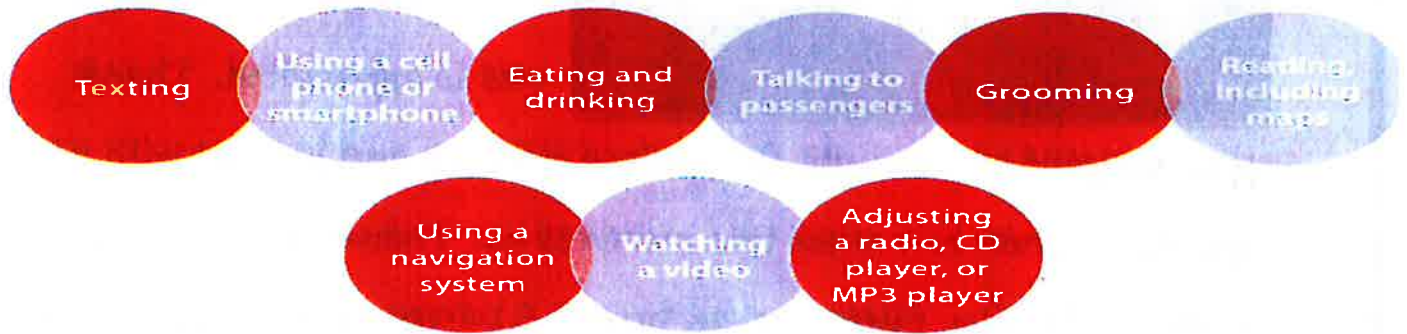 Texting
Using a cell
phone or
smartphone
Eating and
drinking
Talking to
passengers
Grooming
Reading,
including
maps
Using a
navigation
system
Watching
a video
Adjusting
a radio, CD
player, or
MP3 player